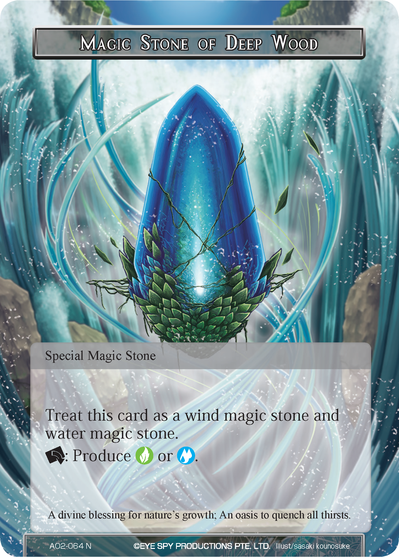 Magic Stone of Deep Wood
Special Magic Stone
Treat this card as a wind magic stone and
water magic stone.
: Produce or .
A divine blessing for nature's growth; An oasis to quench all thirsts.
A02-064 N ©EYE SPY PRODUCTIONS PTE. LTD. Illust/sasaki kounosuke